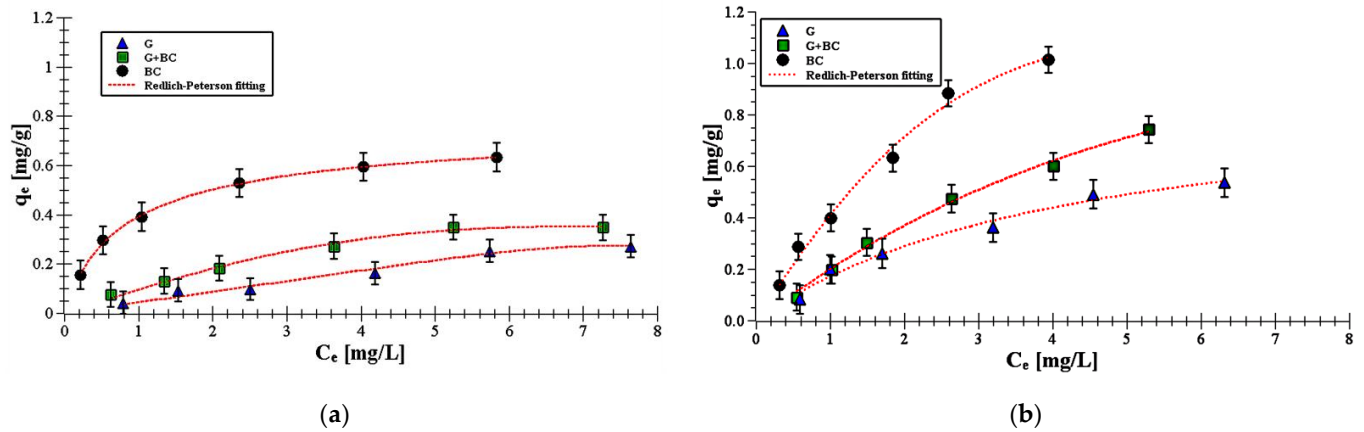 1.2
1
0.8
0.6
0.4
0.2
0
q_e [mg/g]
G
G+BC
BC
Redlich-Peterson fitting
0 1 2 3 4 5 6 7 8
C_e [mg/L]
(a)
1.2
1.0
0.8
0.6
0.4
0.2
0.0
q_e [mg/g]
G
G+BC
BC
Redlich-Peterson fitting
0 1 2 3 4 5 6 7 8
C_e [mg/L]
(b)